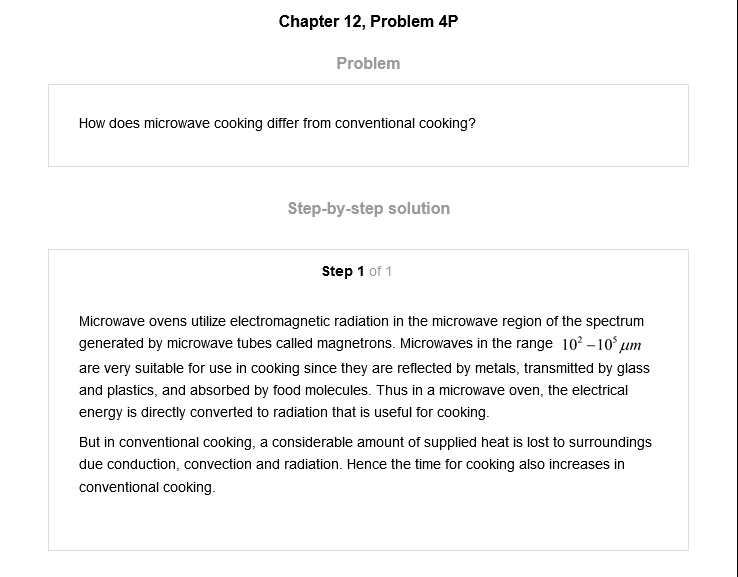 Chapter 12, Problem 4P
Problem
How does microwave cooking differ from conventional cooking?
Step-by-step solution
Step 1 of 1
Microwave ovens utilize electromagnetic radiation in the microwave region of the spectrum
generated by microwave tubes called magnetrons. Microwaves in the range 10² – 10⁵ μm
are very suitable for use in cooking since they are reflected by metals, transmitted by glass
and plastics, and absorbed by food molecules. Thus in a microwave oven, the electrical
energy is directly converted to radiation that is useful for cooking.
But in conventional cooking, a considerable amount of supplied heat is lost to surroundings
due conduction, convection and radiation. Hence the time for cooking also increases in
conventional cooking.